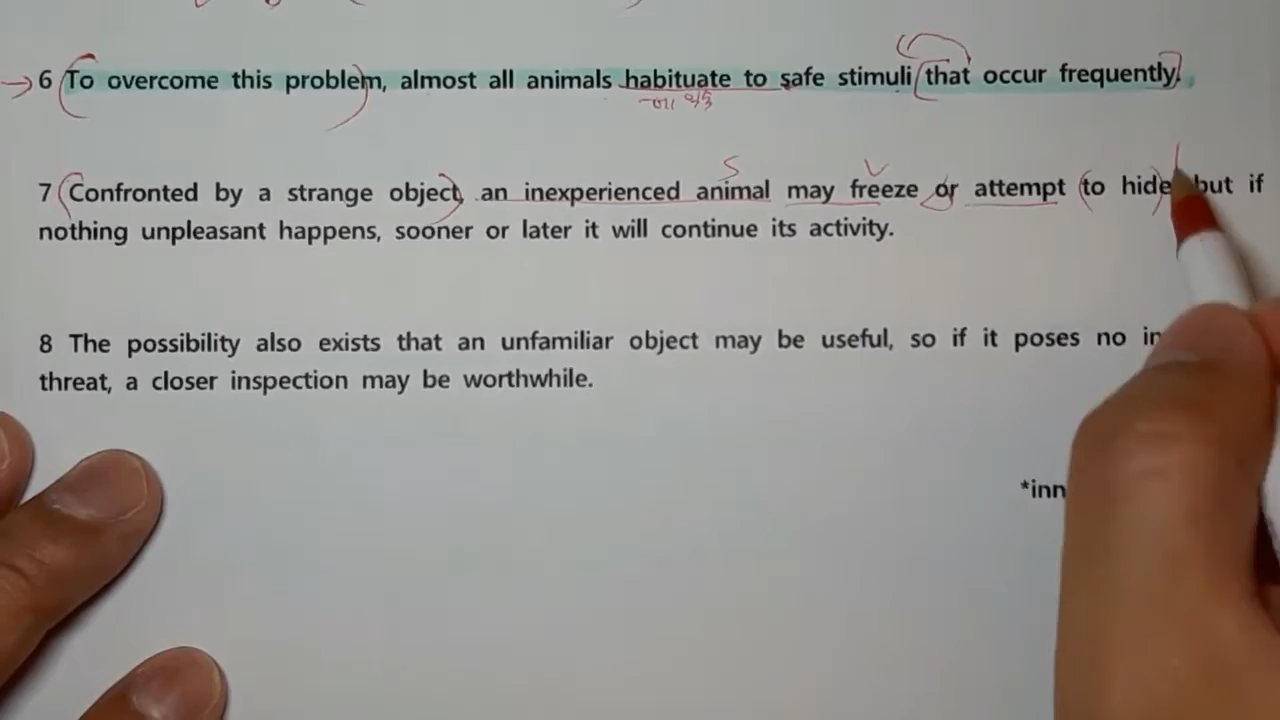 6 To overcome this problem, almost all animals habituate to safe stimuli that occur frequently.
S V
7 Confronted by a strange object, an inexperienced animal may freeze or attempt to hide but if
nothing unpleasant happens, sooner or later it will continue its activity.
8 The possibility also exists that an unfamiliar object may be useful, so if it poses no
threat, a closer inspection may be worthwhile.